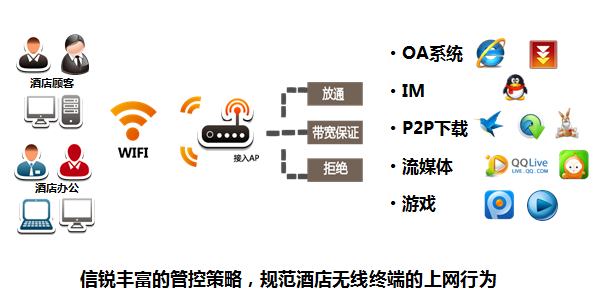 酒店顾客
WIFI
酒店办公
接入AP
放通
带宽保证
拒绝
· OA系统
· IM
· P2P下载
· 流媒体
QQLive
LIVE.QQ.COM
· 游戏
信锐丰富的管控策略，规范酒店无线终端的上网行为